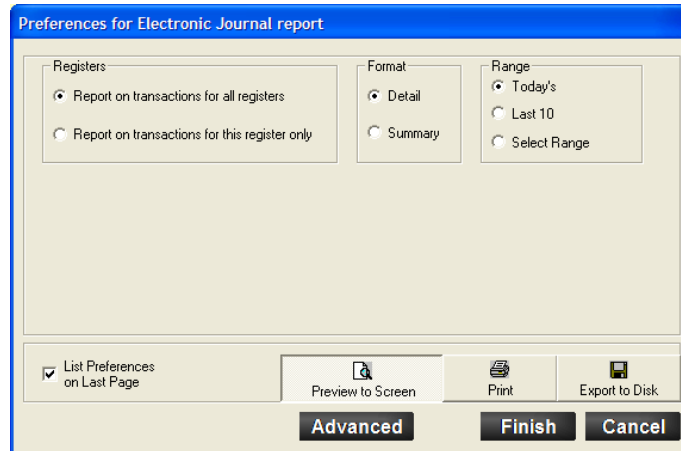 Preferences for Electronic Journal report
Registers
Report on transactions for all registers
Report on transactions for this register only
Format
Detail
Summary
Range
Today's
Last 10
Select Range
List Preferences
on Last Page
Preview to Screen
Print
Export to Disk
Advanced
Finish
Cancel